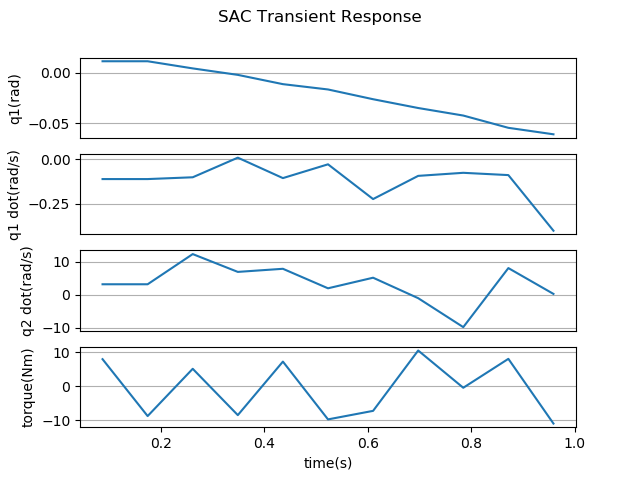 SAC Transient Response
q1(rad)
0.00
−0.05
q1 dot(rad/s)
0.00
−0.25
q2 dot(rad/s)
10
0
−10
torque(Nm)
10
0
−10
0.2 0.4 0.6 0.8 1.0
time(s)